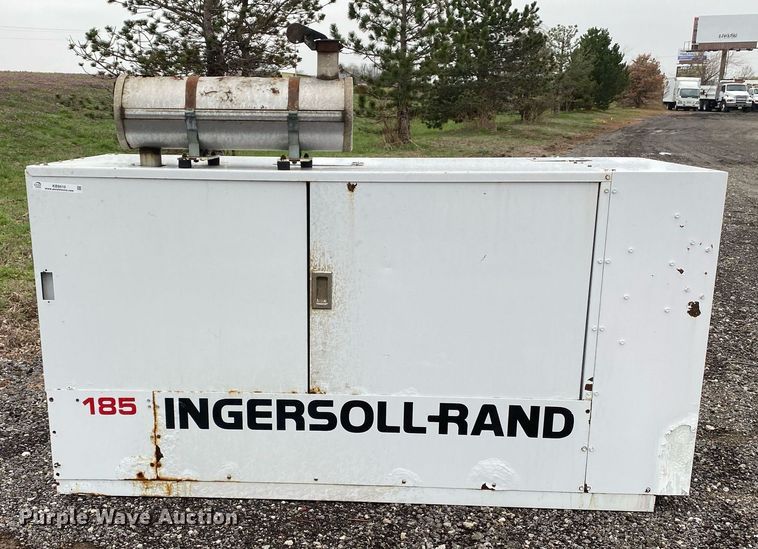 185 INGERSOLL-RAND
Purple Wave Auction